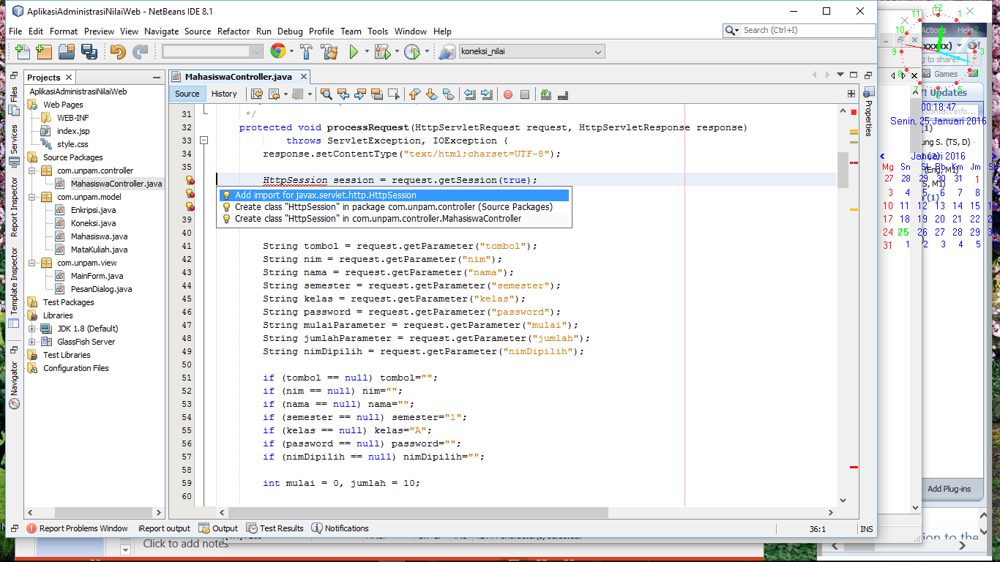 AplikasiAdministrasiNilaiWeb - NetBeans IDE 8.1
File Edit Format Preview View Navigate Source Refactor Run Debug Profile Team Tools Window Help
Search (Ctrl+I)
koneksi_nilai
Projects
MahasiswaController.java
Source History
Files
Services
Report Inspector
Template Inspector
Navigator
Properties
AplikasiAdministrasiNilaiWeb
Web Pages
WEB-INF
index.jsp
style.css
Source Packages
com.unpam.controller
MahasiswaController.java
com.unpam.model
Enkripsi.java
Koneksi.java
Mahasiswa.java
MataKuliah.java
com.unpam.view
MainForm.java
PesanDialog.java
Test Packages
Libraries
JDK 1.8 (Default)
GlassFish Server
Test Libraries
Configuration Files
31 */
32 protected void processRequest(HttpServletRequest request, HttpServletResponse response)
33 throws ServletException, IOException {
34 response.setContentType("text/html;charset=UTF-8");
35
HttpSession session = request.getSession(true);
Add import for javax.servlet.http.HttpSession
Create class "HttpSession" in package com.unpam.controller (Source Packages)
Create class "HttpSession" in com.unpam.controller.MahasiswaController
39
40
41 String tombol = request.getParameter("tombol");
42 String nim = request.getParameter("nim");
43 String nama = request.getParameter("nama");
44 String semester = request.getParameter("semester");
45 String kelas = request.getParameter("kelas");
46 String password = request.getParameter("password");
47 String mulaiParameter = request.getParameter("mulai");
48 String jumlahParameter = request.getParameter("jumlah");
49 String nimDipilih = request.getParameter("nimDipilih");
50
51 if (tombol == null) tombol="";
52 if (nim == null) nim="";
53 if (nama == null) nama="";
54 if (semester == null) semester="1";
55 if (kelas == null) kelas="A";
56 if (password == null) password="";
57 if (nimDipilih == null) nimDipilih="";
58
59 int mulai = 0, jumlah = 10;
60
Report Problems Window iReport output Output Test Results Notifications
36:1 INS
Click to add notes
12
11 1
10 2
9 3
8
Actions Help
xxxxx)
g to share?
Games
! Updates
00:18:47
contact info...
Senin, 25 Januari 2016
ung S. (TS, D) -
Januari 2016
Mg Sn Sl Rb Km Jm S
27 28 29 30 31 1
3 4 5 6 7 8
10 11 12 13 14 15
17 18 19 20 21 22
24 25 26 27 28 29
31 1 2 3 4 5
Add Plug-ins
ion to the